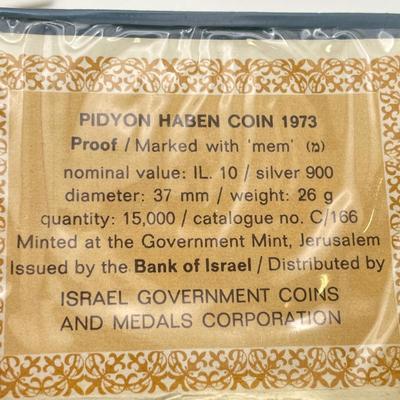 PIDYON HABEN COIN 1973
Proof / Marked with 'mem' (מ)
nominal value: IL. 10 / silver 900
diameter: 37 mm / weight: 26 g
quantity: 15,000 / catalogue no. C/166
Minted at the Government Mint, Jerusalem
Issued by the Bank of Israel / Distributed by
ISRAEL GOVERNMENT COINS
AND MEDALS CORPORATION